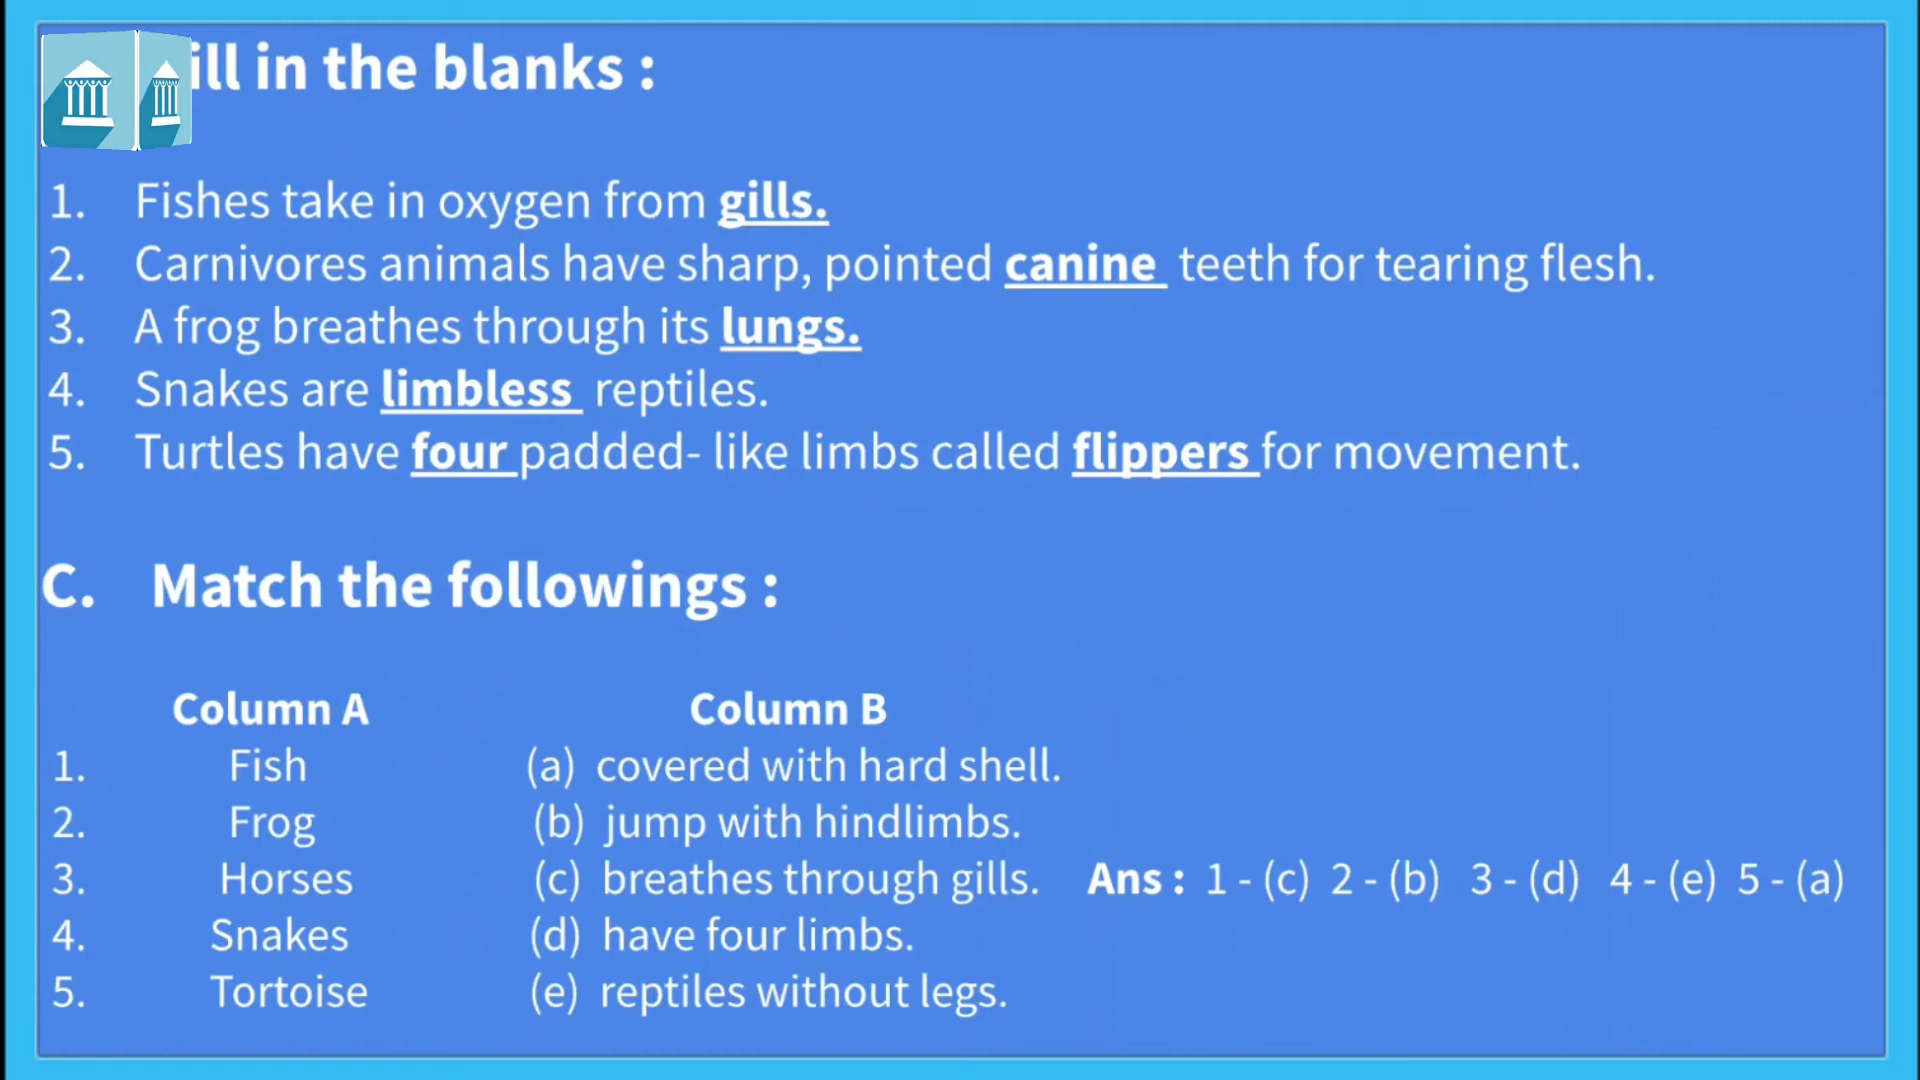 ill in the blanks :
1. Fishes take in oxygen from gills.
2. Carnivores animals have sharp, pointed canine teeth for tearing flesh.
3. A frog breathes through its lungs.
4. Snakes are limbless reptiles.
5. Turtles have four padded- like limbs called flippers for movement.
C. Match the followings :
Column A Column B
1. Fish (a) covered with hard shell.
2. Frog (b) jump with hindlimbs.
3. Horses (c) breathes through gills. Ans : 1 - (c) 2 - (b) 3 - (d) 4 - (e) 5 - (a)
4. Snakes (d) have four limbs.
5. Tortoise (e) reptiles without legs.